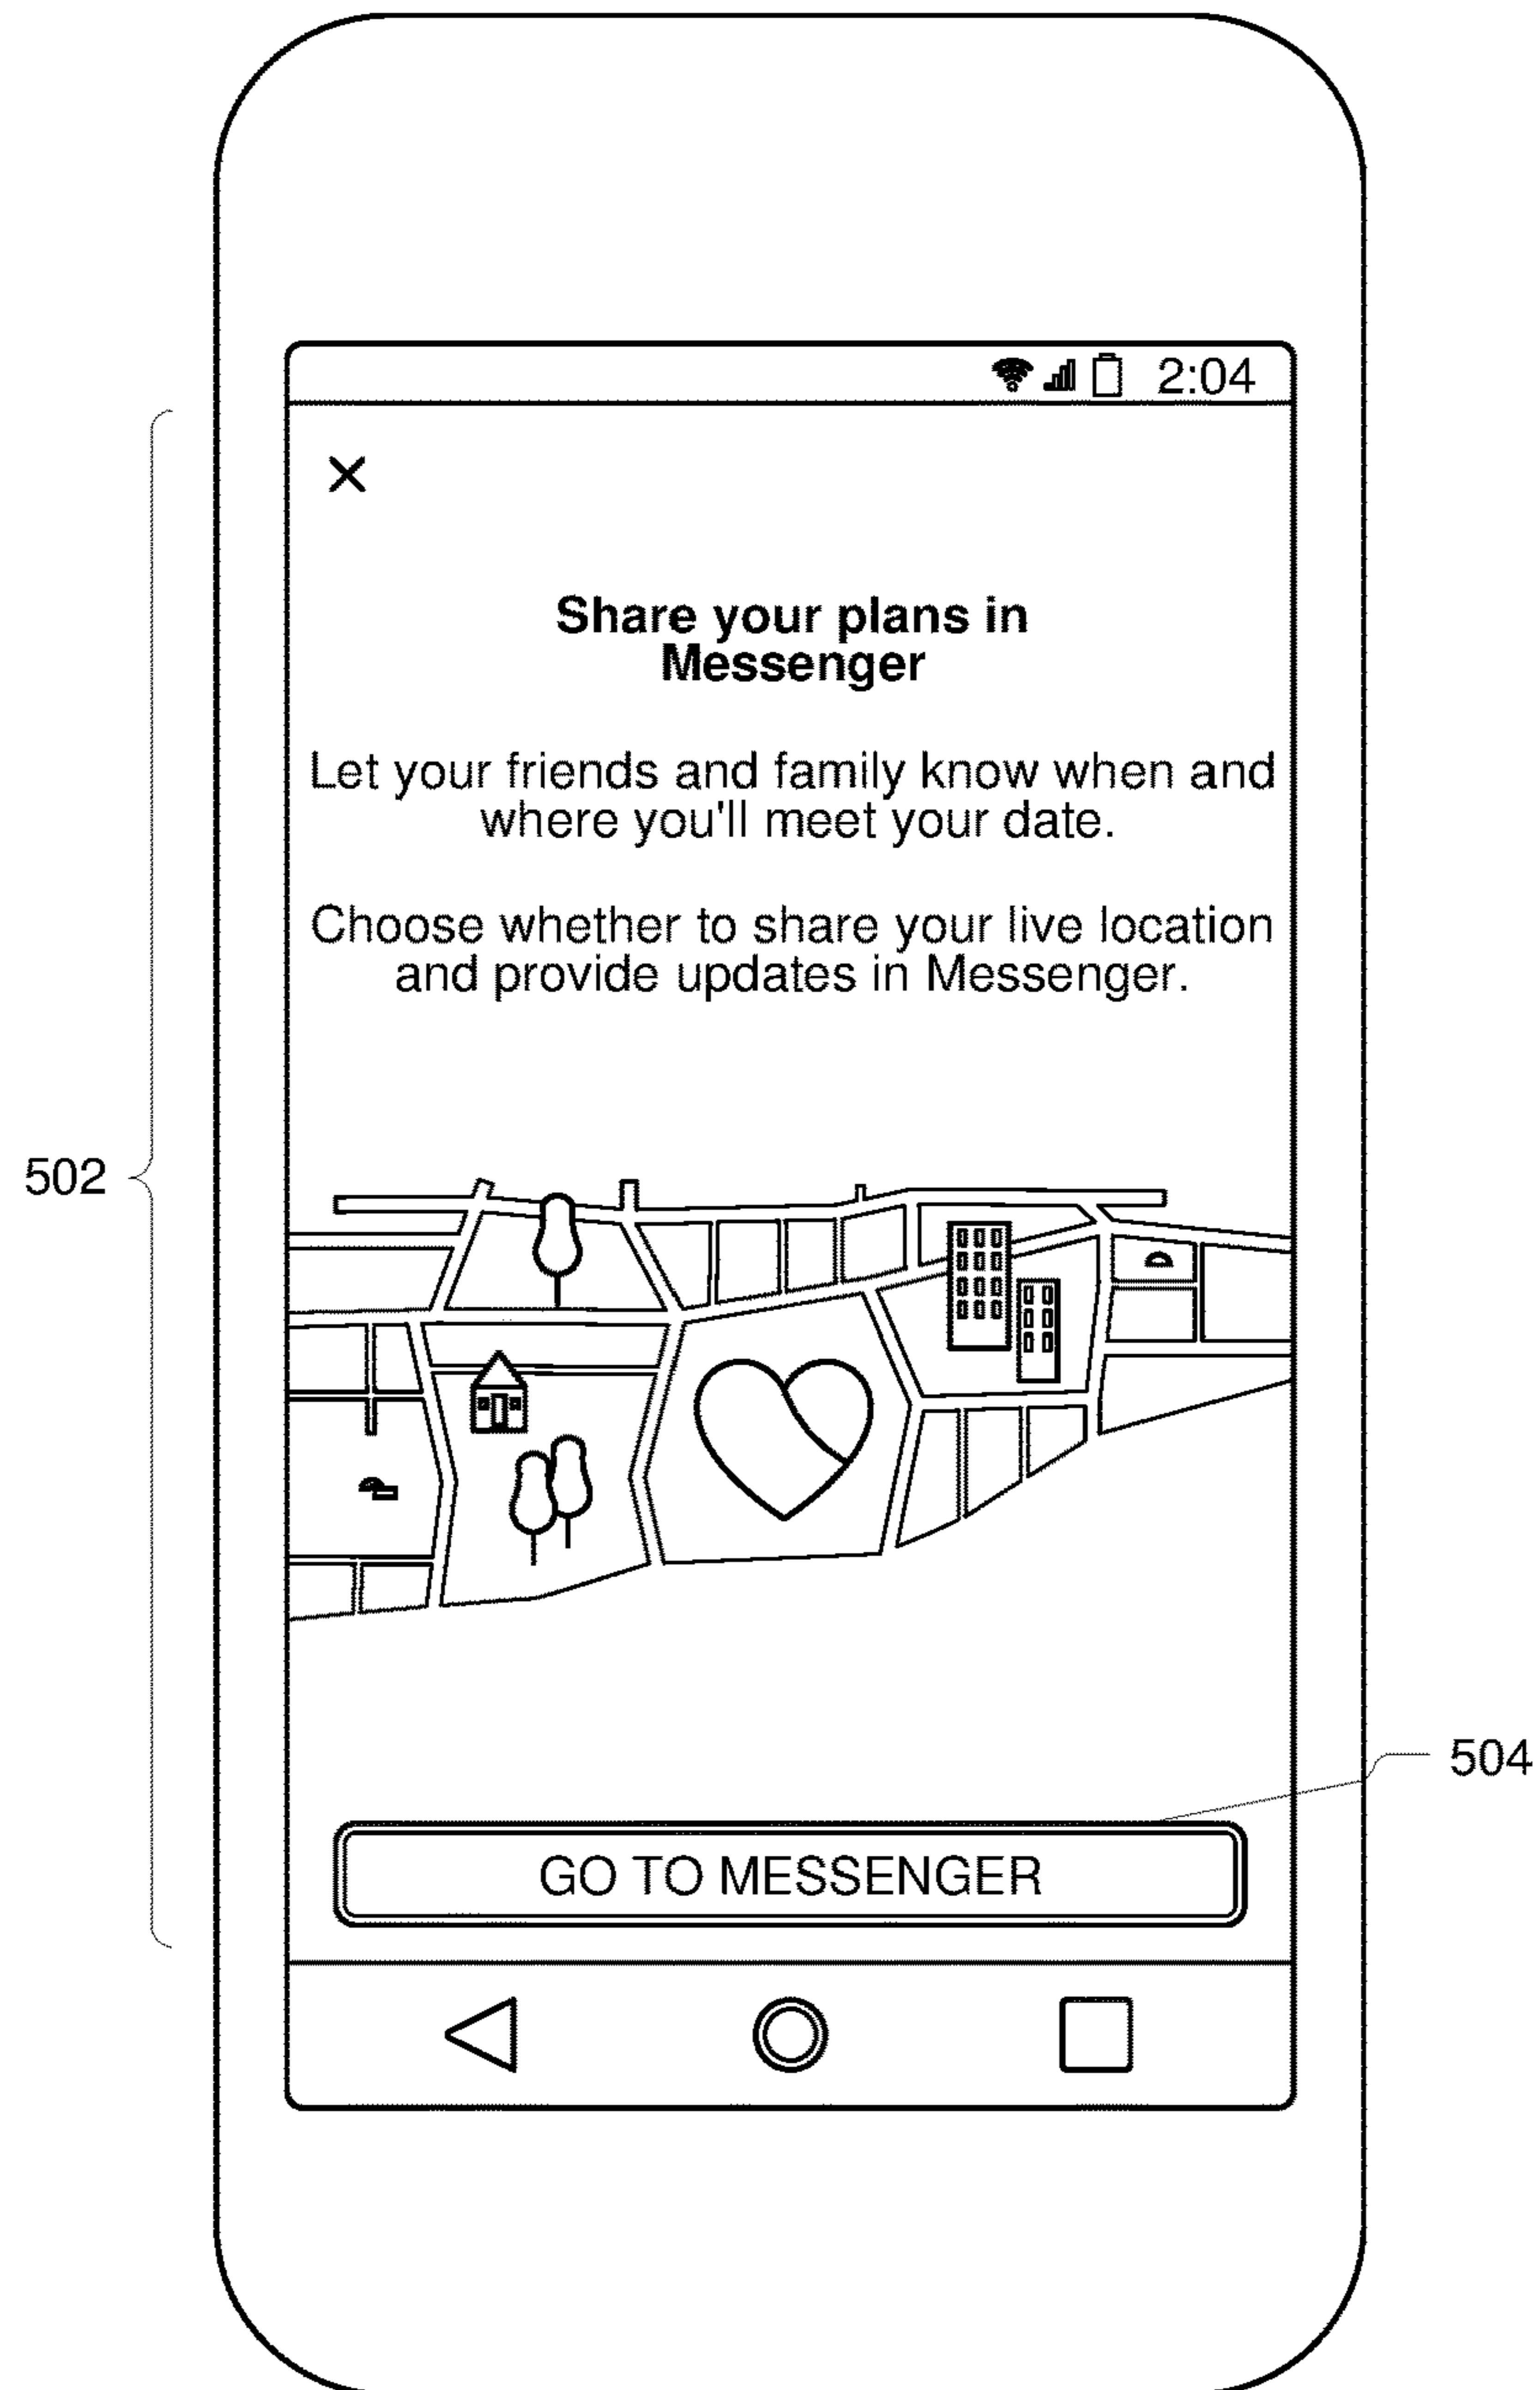 2:04
Share your plans in
Messenger
Let your friends and family know when and
where you'll meet your date.
Choose whether to share your live location
and provide updates in Messenger.
502
504
GO TO MESSENGER